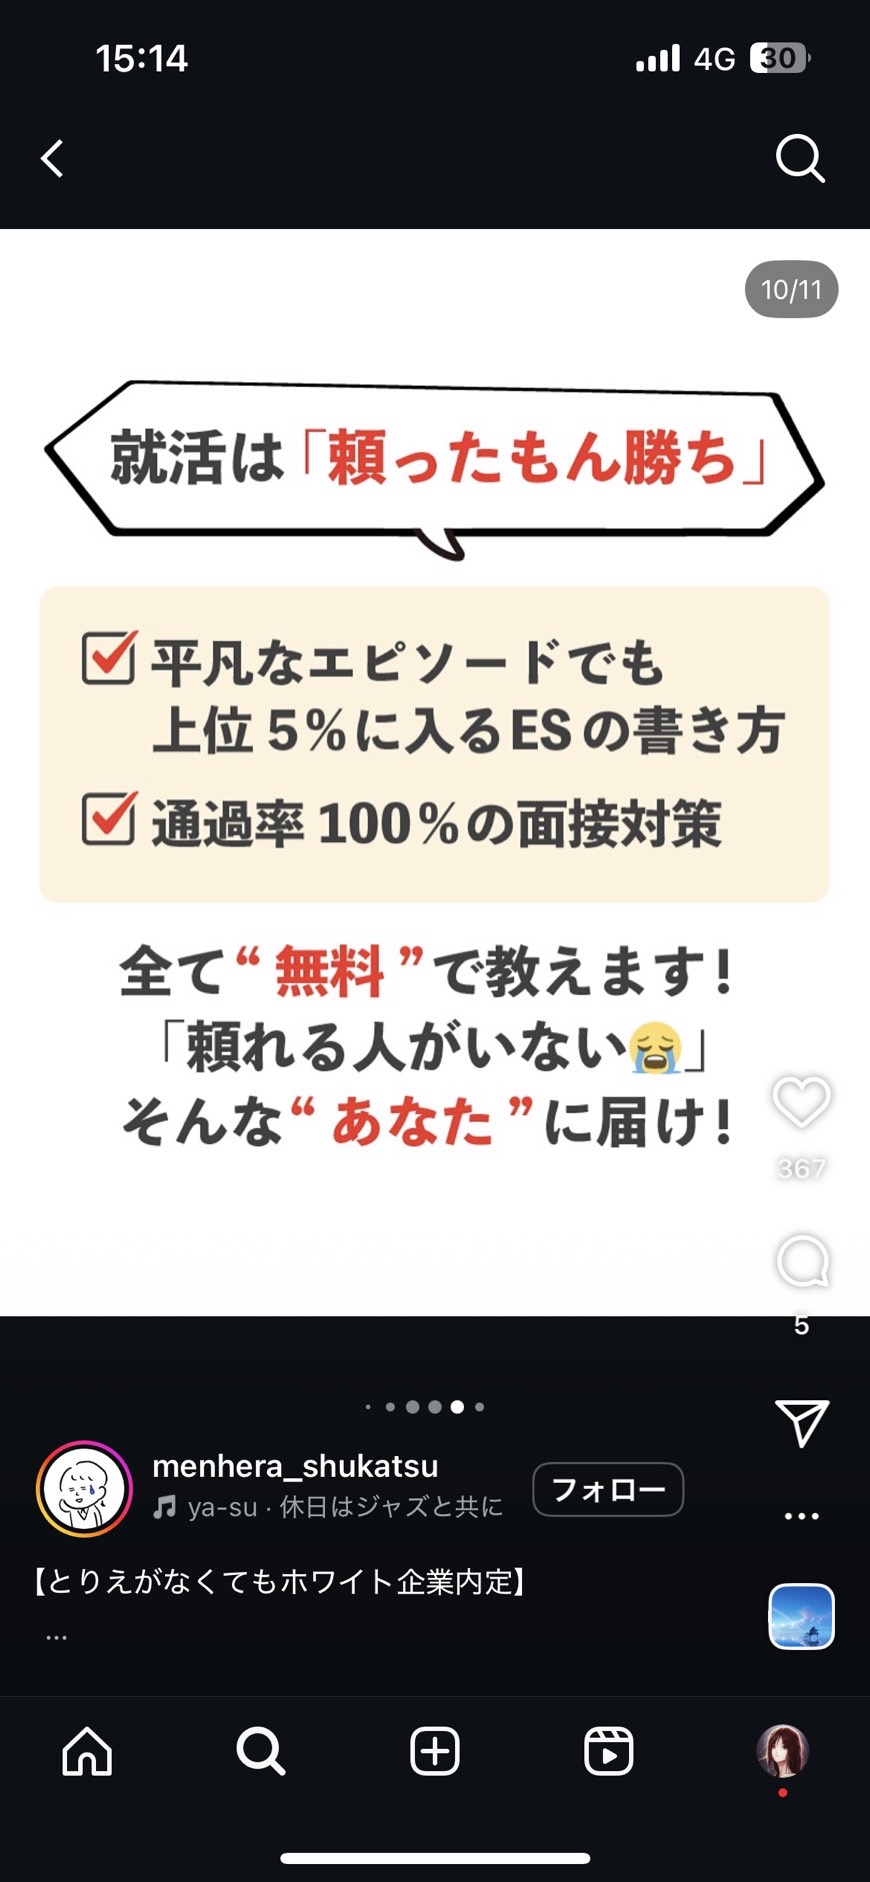 15:14
4G 30
10/11
就活は「頼ったもん勝ち」
平凡なエピソードでも
上位5%に入るESの書き方
通過率100%の面接対策
全て“無料”で教えます!
「頼れる人がいない😭」
そんな“あなた”に届け!
367
5
menhera_shukatsu
フォロー
ya-su · 休日はジャズと共に
【とりえがなくてもホワイト企業内定】
...